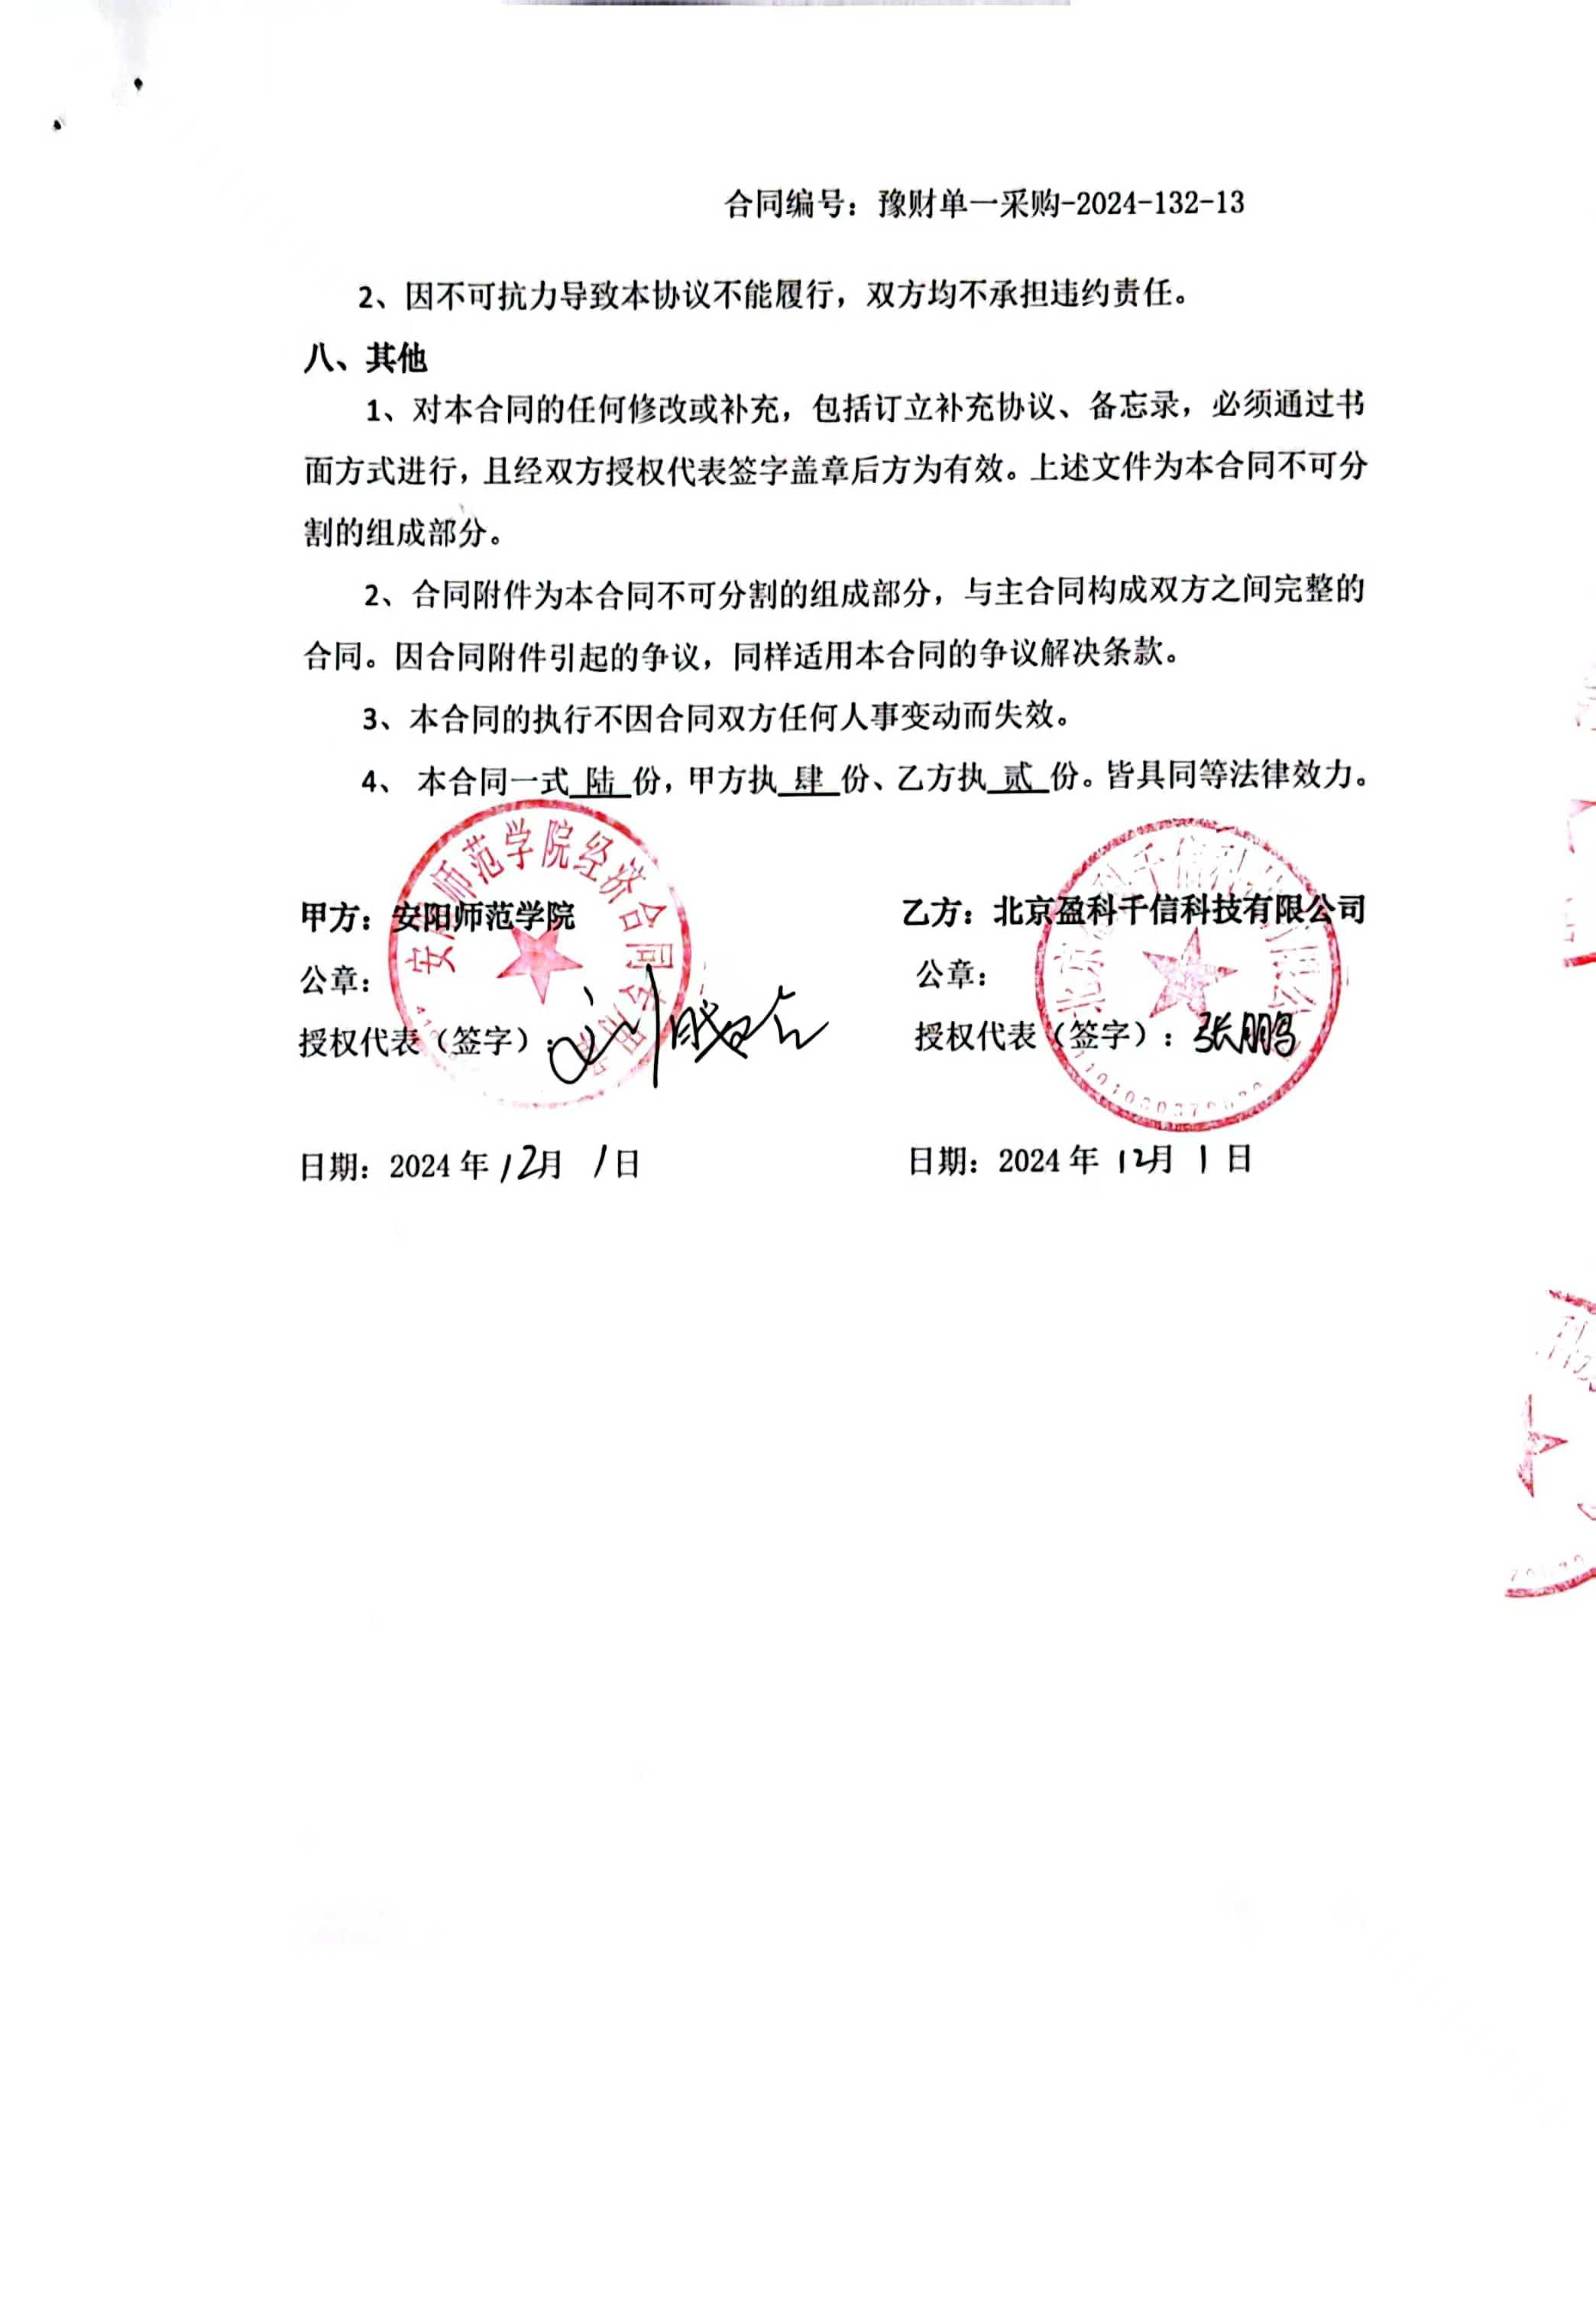 合同编号：豫财单一采购-2024-132-13
2、因不可抗力导致本协议不能履行，双方均不承担违约责任。
八、其他
1、对本合同的任何修改或补充，包括订立补充协议、备忘录，必须通过书
面方式进行，且经双方授权代表签字盖章后方为有效。上述文件为本合同不可分
割的组成部分。
2、合同附件为本合同不可分割的组成部分，与主合同构成双方之间完整的
合同。因合同附件引起的争议，同样适用本合同的争议解决条款。
3、本合同的执行不因合同双方任何人事变动而失效。
4、 本合同一式 陆 份，甲方执 肆 份、乙方执 贰 份。皆具同等法律效力。
安阳师范学院经济合同
甲方：安阳师范学院
公章：
授权代表（签字）：
日期：2024 年 12月 1日
乙方：北京盈科千信科技有限公司
公章：
授权代表（签字）：张鹏
日期：2024 年 12月 1 日